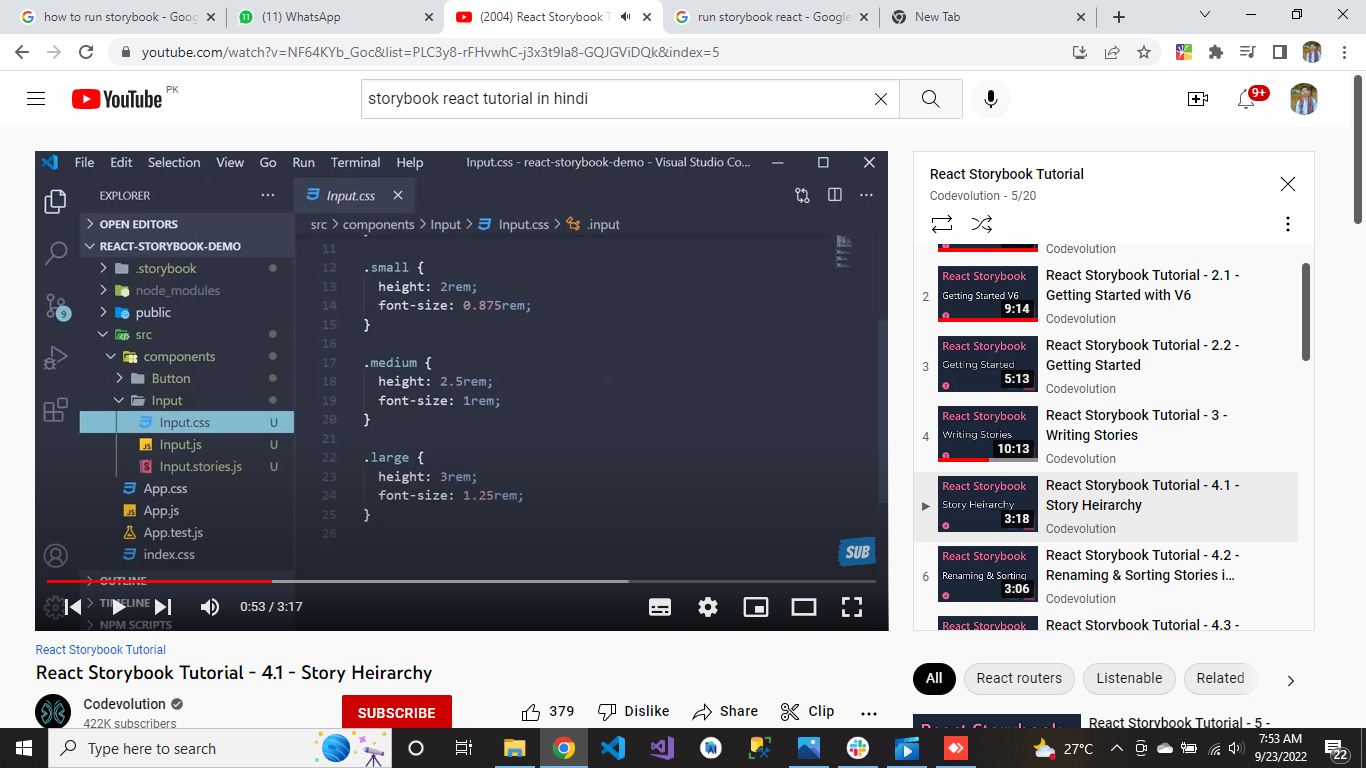 how to run storybook - Goog
(11) WhatsApp
(2004) React Storybook T
run storybook react - Google
New Tab
youtube.com/watch?v=NF64KYb_Goc&list=PLC3y8-rFHvwhC-j3x3t9la8-GQJGViDQk&index=5
YouTube PK
storybook react tutorial in hindi
9+
File Edit Selection View Go Run Terminal Help
Input.css - react-storybook-demo - Visual Studio Co...
EXPLORER
OPEN EDITORS
REACT-STORYBOOK-DEMO
.storybook
node_modules
public
9
src
components
Button
Input
Input.css U
Input.js U
Input.stories.js U
App.css
App.js
App.test.js
index.css
OUTLINE
TIMELINE
NPM SCRIPTS
Input.css
src > components > Input > Input.css > .input
11
12 .small {
13 height: 2rem;
14 font-size: 0.875rem;
15 }
16
17 .medium {
18 height: 2.5rem;
19 font-size: 1rem;
20 }
21
22 .large {
23 height: 3rem;
24 font-size: 1.25rem;
25 }
26
SUB
0:53 / 3:17
React Storybook Tutorial
React Storybook Tutorial - 4.1 - Story Heirarchy
Codevolution
422K subscribers
SUBSCRIBE
379
Dislike
Share
Clip
React Storybook Tutorial
Codevolution - 5/20
Codevolution
2
React Storybook
Getting Started V6
9:14
React Storybook Tutorial - 2.1 -
Getting Started with V6
Codevolution
3
React Storybook
Getting Started
5:13
React Storybook Tutorial - 2.2 -
Getting Started
Codevolution
4
React Storybook
Writing Stories
10:13
React Storybook Tutorial - 3 -
Writing Stories
Codevolution
React Storybook
Story Heirarchy
3:18
React Storybook Tutorial - 4.1 -
Story Heirarchy
Codevolution
6
React Storybook
Renaming & Sorting
3:06
React Storybook Tutorial - 4.2 -
Renaming & Sorting Stories i...
Codevolution
React Storybook
React Storybook Tutorial - 4.3 -
All
React routers
Listenable
Related
React Storybook
React Storybook Tutorial - 5 -
Type here to search
27°C
7:53 AM
9/23/2022
22